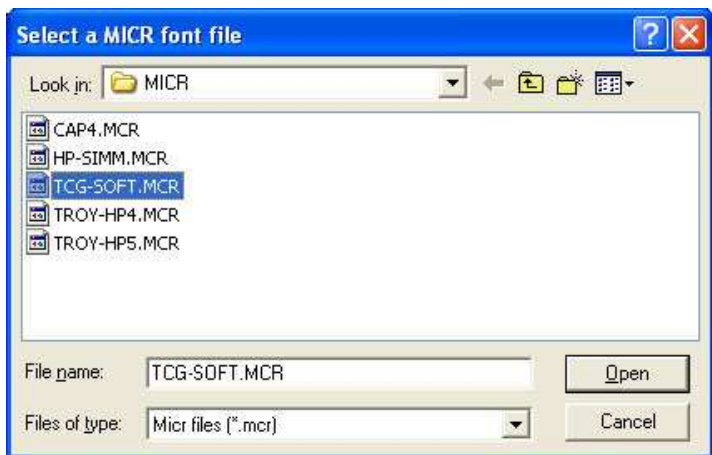 Select a MICR font file
Look in: MICR
CAP4.MCR
HP-SIMM.MCR
TCG-SOFT.MCR
TROY-HP4.MCR
TROY-HP5.MCR
File name: TCG-SOFT.MCR Open
Files of type: Micr files (*.mcr) Cancel